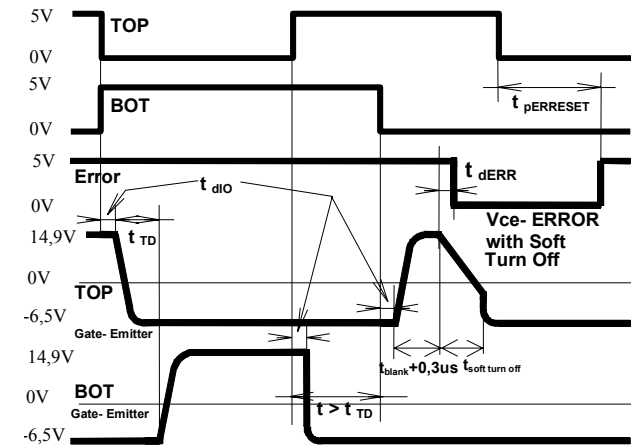 5V
TOP
0V
5V
BOT
t pERRESET
0V
5V
Error
t dIO
t dERR
0V
Vce- ERROR
with Soft
Turn Off
14,9V
t TD
0V
TOP
-6,5V
Gate- Emitter
14,9V
tblank+0,3us
tsoft turn off
0V
BOT
t > t TD
Gate- Emitter
-6,5V